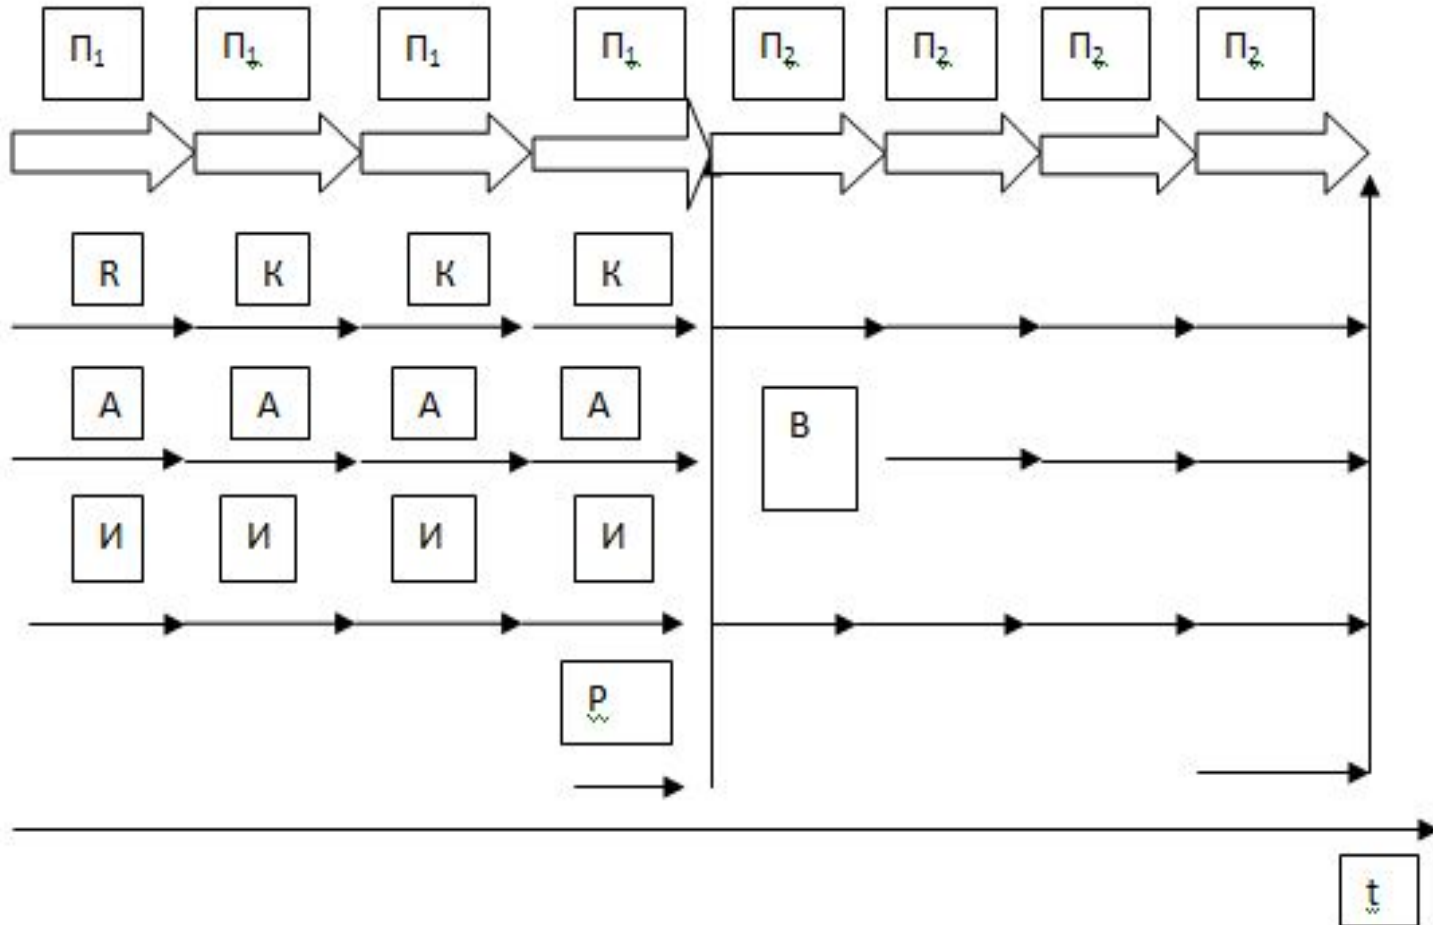 П₁ П₁ П₁ П₁ П₂ П₂ П₂ П₂
R К К К
А А А А В
И И И И
Р
t